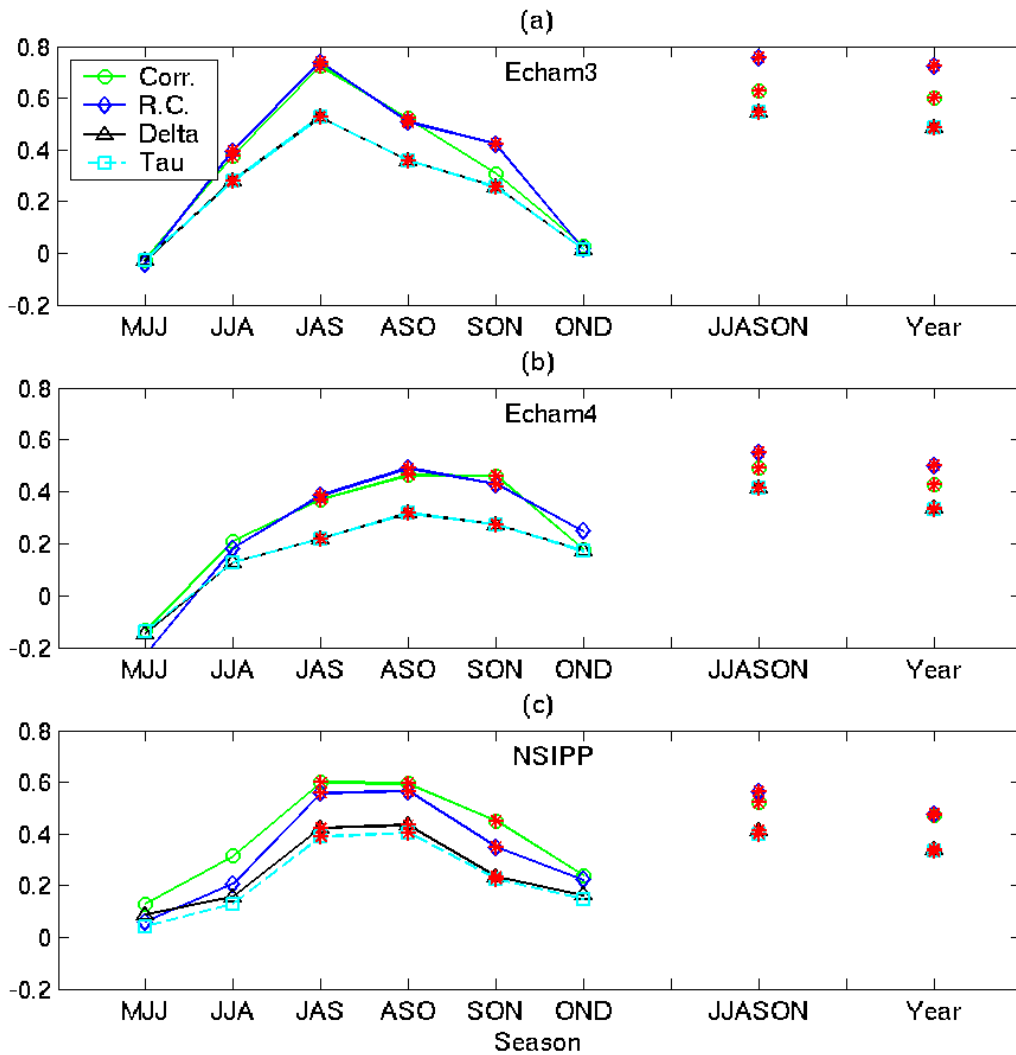 (a)
0.8
0.6
0.4
0.2
0
-0.2
Echam3
Corr.
R.C.
Delta
Tau
MJJ JJA JAS ASO SON OND JJASON Year
(b)
0.8
0.6
0.4
0.2
0
-0.2
Echam4
MJJ JJA JAS ASO SON OND JJASON Year
(c)
0.8
0.6
0.4
0.2
0
-0.2
NSIPP
MJJ JJA JAS ASO SON OND JJASON Year
Season